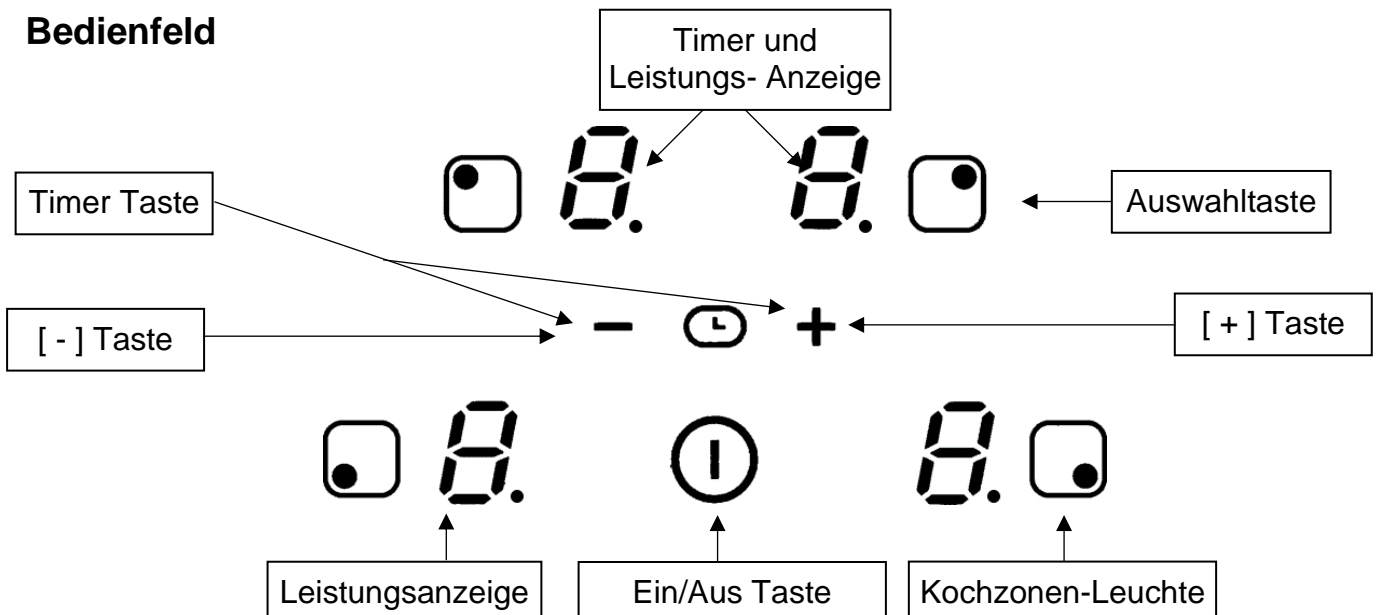 Bedienfeld
Timer und
Leistungs- Anzeige
Timer Taste
Auswahltaste
[ - ] Taste
[ + ] Taste
Leistungsanzeige
Ein/Aus Taste
Kochzonen-Leuchte